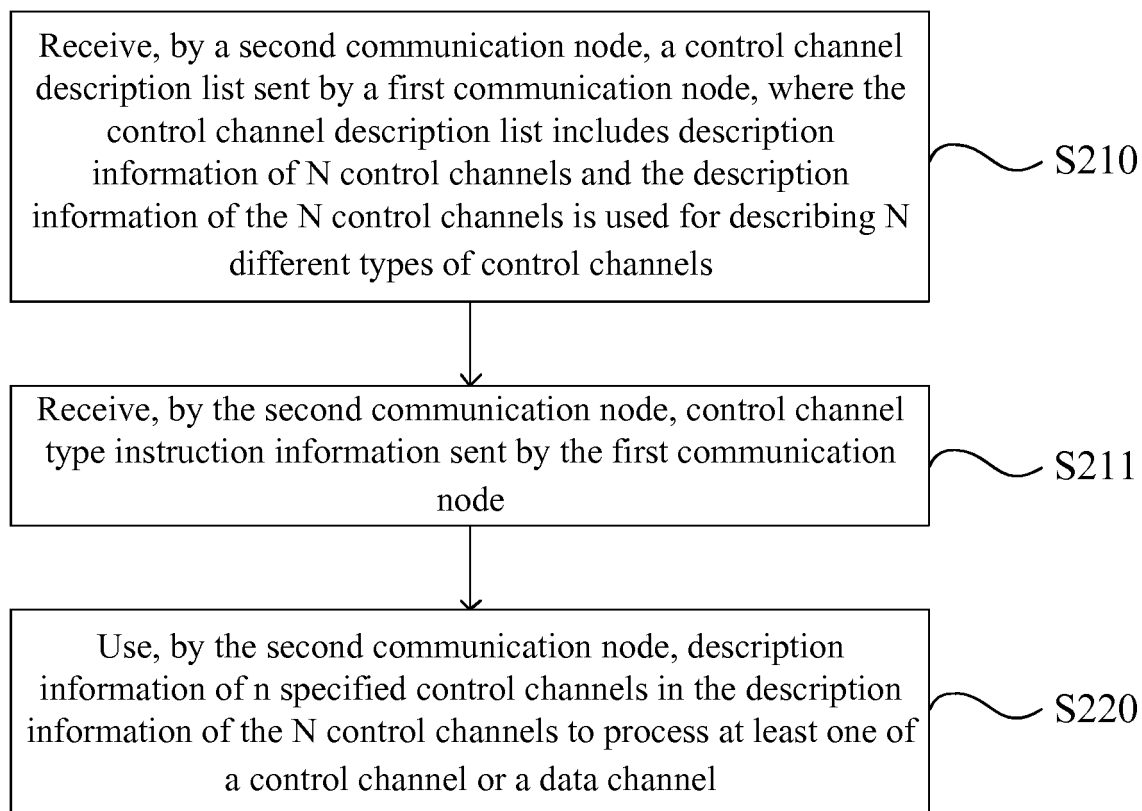 Receive, by a second communication node, a control channel
description list sent by a first communication node, where the
control channel description list includes description
information of N control channels and the description
information of the N control channels is used for describing N
different types of control channels
S210
Receive, by the second communication node, control channel
type instruction information sent by the first communication
node
S211
Use, by the second communication node, description
information of n specified control channels in the description
information of the N control channels to process at least one of
a control channel or a data channel
S220